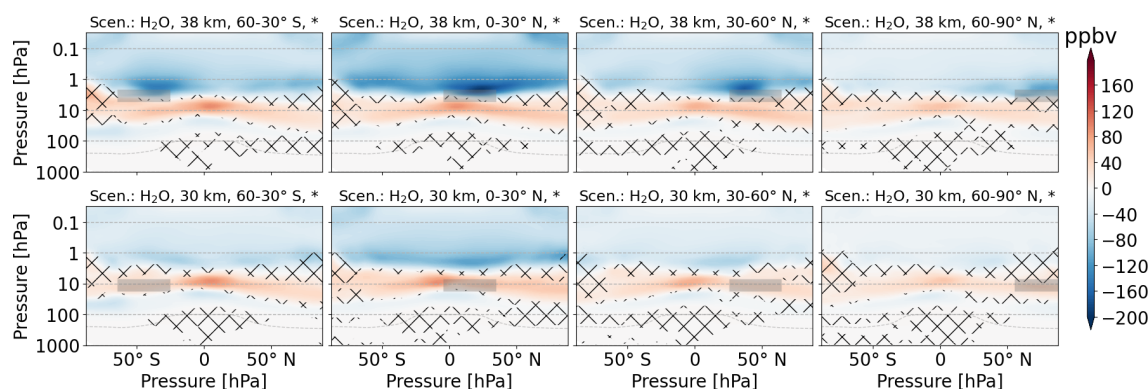 Scen.: H₂O, 38 km, 60-30° S, *
Scen.: H₂O, 38 km, 0-30° N, *
Scen.: H₂O, 38 km, 30-60° N, *
Scen.: H₂O, 38 km, 60-90° N, *
ppbv
Pressure [hPa]
0.1
1
10
100
1000
160
120
80
40
0
−40
−80
−120
−160
−200
Scen.: H₂O, 30 km, 60-30° S, *
Scen.: H₂O, 30 km, 0-30° N, *
Scen.: H₂O, 30 km, 30-60° N, *
Scen.: H₂O, 30 km, 60-90° N, *
Pressure [hPa]
0.1
1
10
100
1000
50° S 0 50° N
50° S 0 50° N
50° S 0 50° N
50° S 0 50° N
Pressure [hPa]
Pressure [hPa]
Pressure [hPa]
Pressure [hPa]